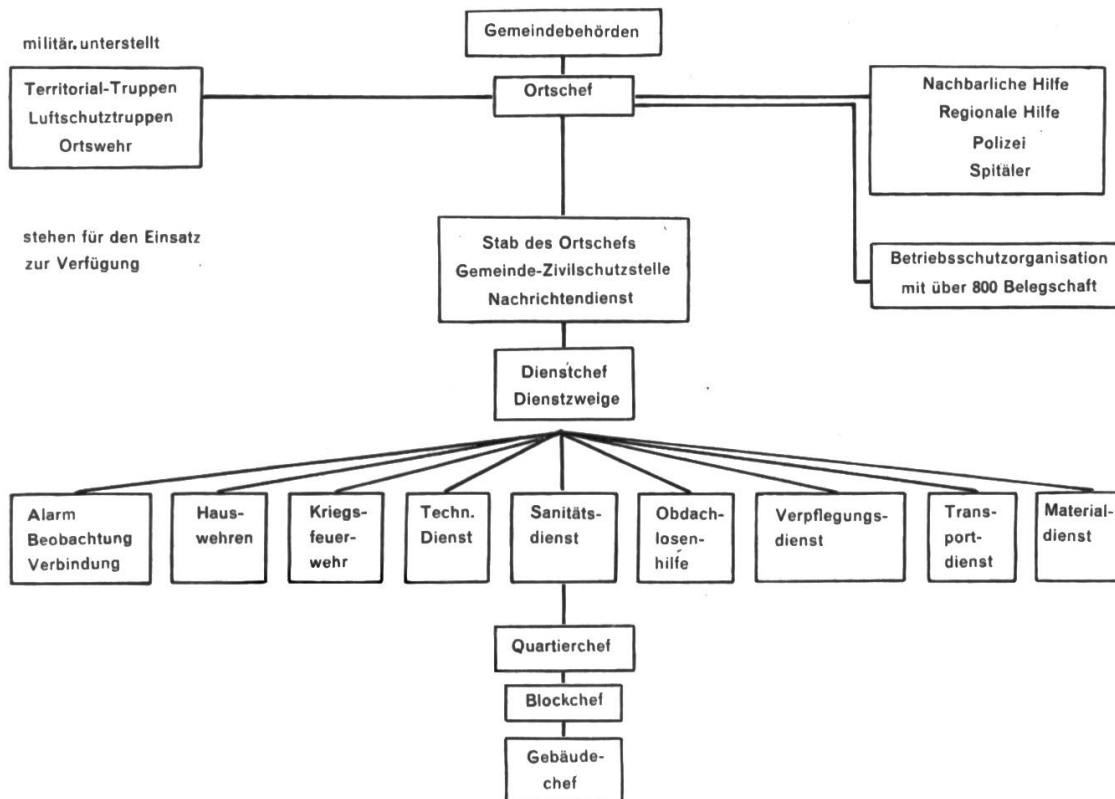 Gemeindebehörden
militär.unterstellt
Territorial-Truppen
Luftschutztruppen
Ortswehr
Ortschef
Nachbarliche Hilfe
Regionale Hilfe
Polizei
Spitäler
stehen für den Einsatz
zur Verfügung
Stab des Ortschefs
Gemeinde-Zivilschutzstelle
Nachrichtendienst
Betriebsschutzorganisation
mit über 800 Belegschaft
Dienstchef
Dienstzweige
Alarm
Beobachtung
Verbindung
Haus-
wehren
Kriegs-
feuer-
wehr
Techn.
Dienst
Sanitäts-
dienst
Obdach-
losen-
hilfe
Verpflegungs-
dienst
Trans-
port-
dienst
Material-
dienst
Quartierchef
Blockchef
Gebäude-
chef